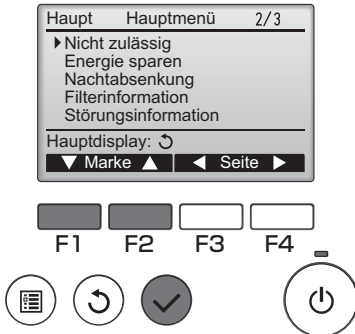 Haupt Hauptmenü 2/3
Nicht zulässig
Energie sparen
Nachtabsenkung
Filterinformation
Störungsinformation
Hauptdisplay:
Marke Seite
F1 F2 F3 F4